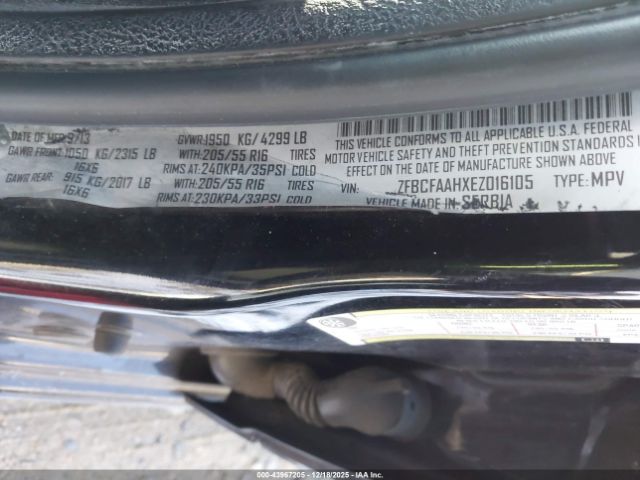 DATE OF MFR 9/13
GVWR 1950 KG/ 4299 LB
GAWR FRONT: 1050 KG/2315 LB
WITH: 205/55 R16 TIRES
16X6
RIMS AT: 240KPA/35PSI COLD
GAWR REAR: 915 KG/2017 LB
WITH: 205/55 R16 TIRES
16X6
RIMS AT: 230KPA/33PSI COLD
THIS VEHICLE CONFORMS TO ALL APPLICABLE U.S.A. FEDERAL
MOTOR VEHICLE SAFETY, BUMPER, AND THEFT PREVENTION STANDARDS IN
EFFECT ON THE DATE OF MANUFACTURE SHOWN ABOVE.
VIN: ZFBCFAAHXEZ016105 TYPE: MPV
VEHICLE MADE IN SERBIA
000-43967205 - 12/18/2025 - IAAI.COM